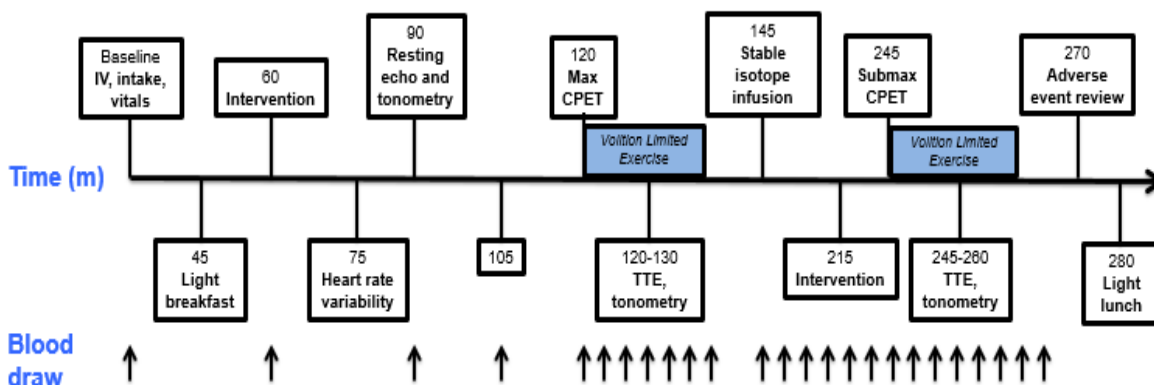 Baseline
IV, intake,
vitals
60
Intervention
90
Resting
echo and
tonometry
120
Max
CPET
145
Stable
isotope
infusion
245
Submax
CPET
270
Adverse
event review
Volition Limited
Exercise
Volition Limited
Exercise
Time (m)
45
Light
breakfast
75
Heart rate
variability
105
120-130
TTE,
tonometry
215
Intervention
245-260
TTE,
tonometry
280
Light
lunch
Blood
draw